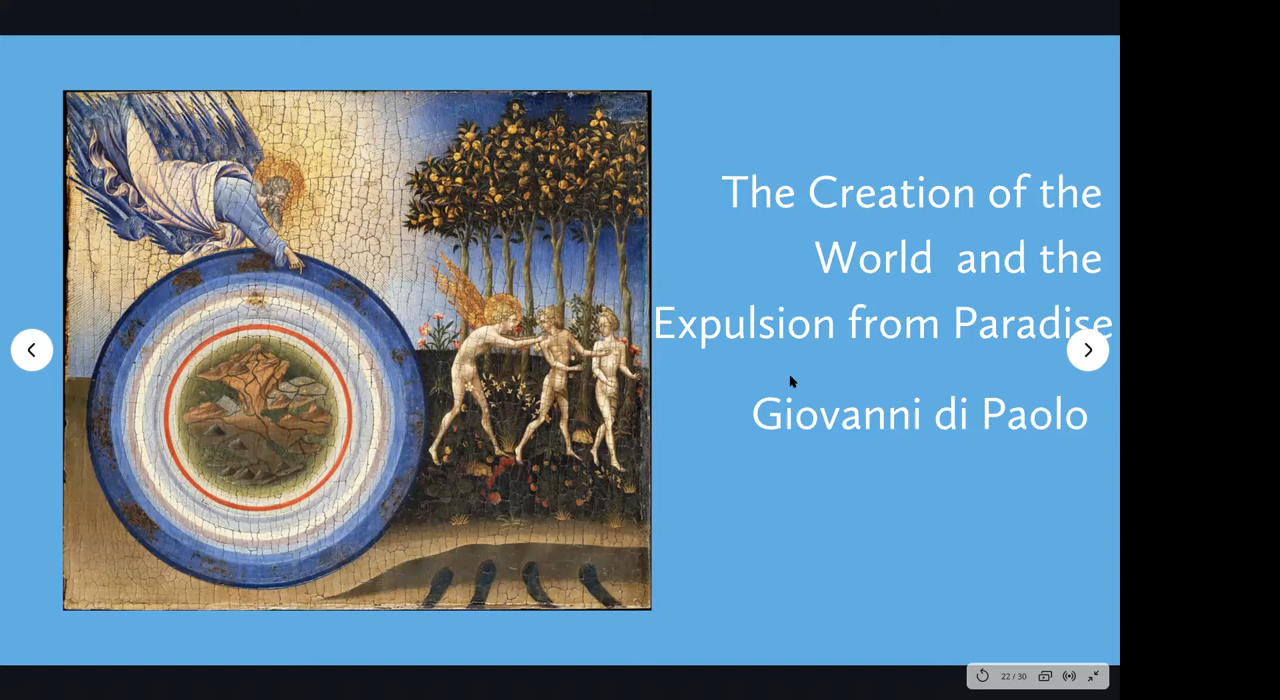 The Creation of the
World  and the
Expulsion from Paradise
Giovanni di Paolo
22 / 30